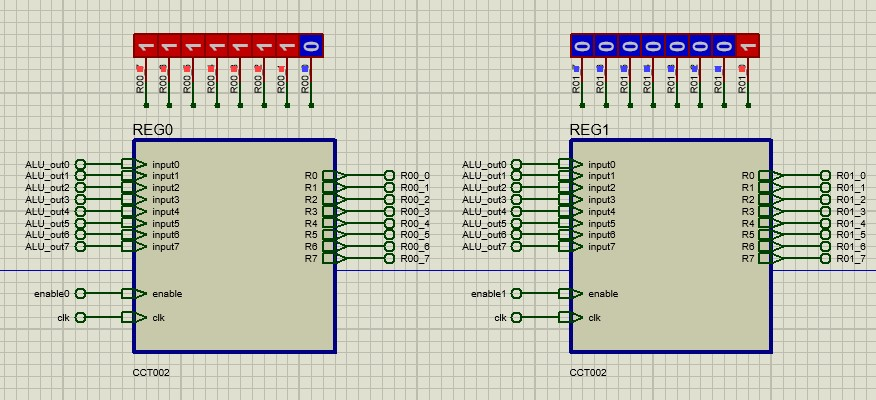 1 1 1 1 1 1 1 0
0 0 0 0 0 0 0 1
REG0
REG1
ALU_out0 input0
ALU_out1 input1
ALU_out2 input2
ALU_out3 input3
ALU_out4 input4
ALU_out5 input5
ALU_out6 input6
ALU_out7 input7
R0 R00_0
R1 R00_1
R2 R00_2
R3 R00_3
R4 R00_4
R5 R00_5
R6 R00_6
R7 R00_7
enable0 enable
clk clk
ALU_out0 input0
ALU_out1 input1
ALU_out2 input2
ALU_out3 input3
ALU_out4 input4
ALU_out5 input5
ALU_out6 input6
ALU_out7 input7
R0 R01_0
R1 R01_1
R2 R01_2
R3 R01_3
R4 R01_4
R5 R01_5
R6 R01_6
R7 R01_7
enable1 enable
clk clk
CCT002
CCT002